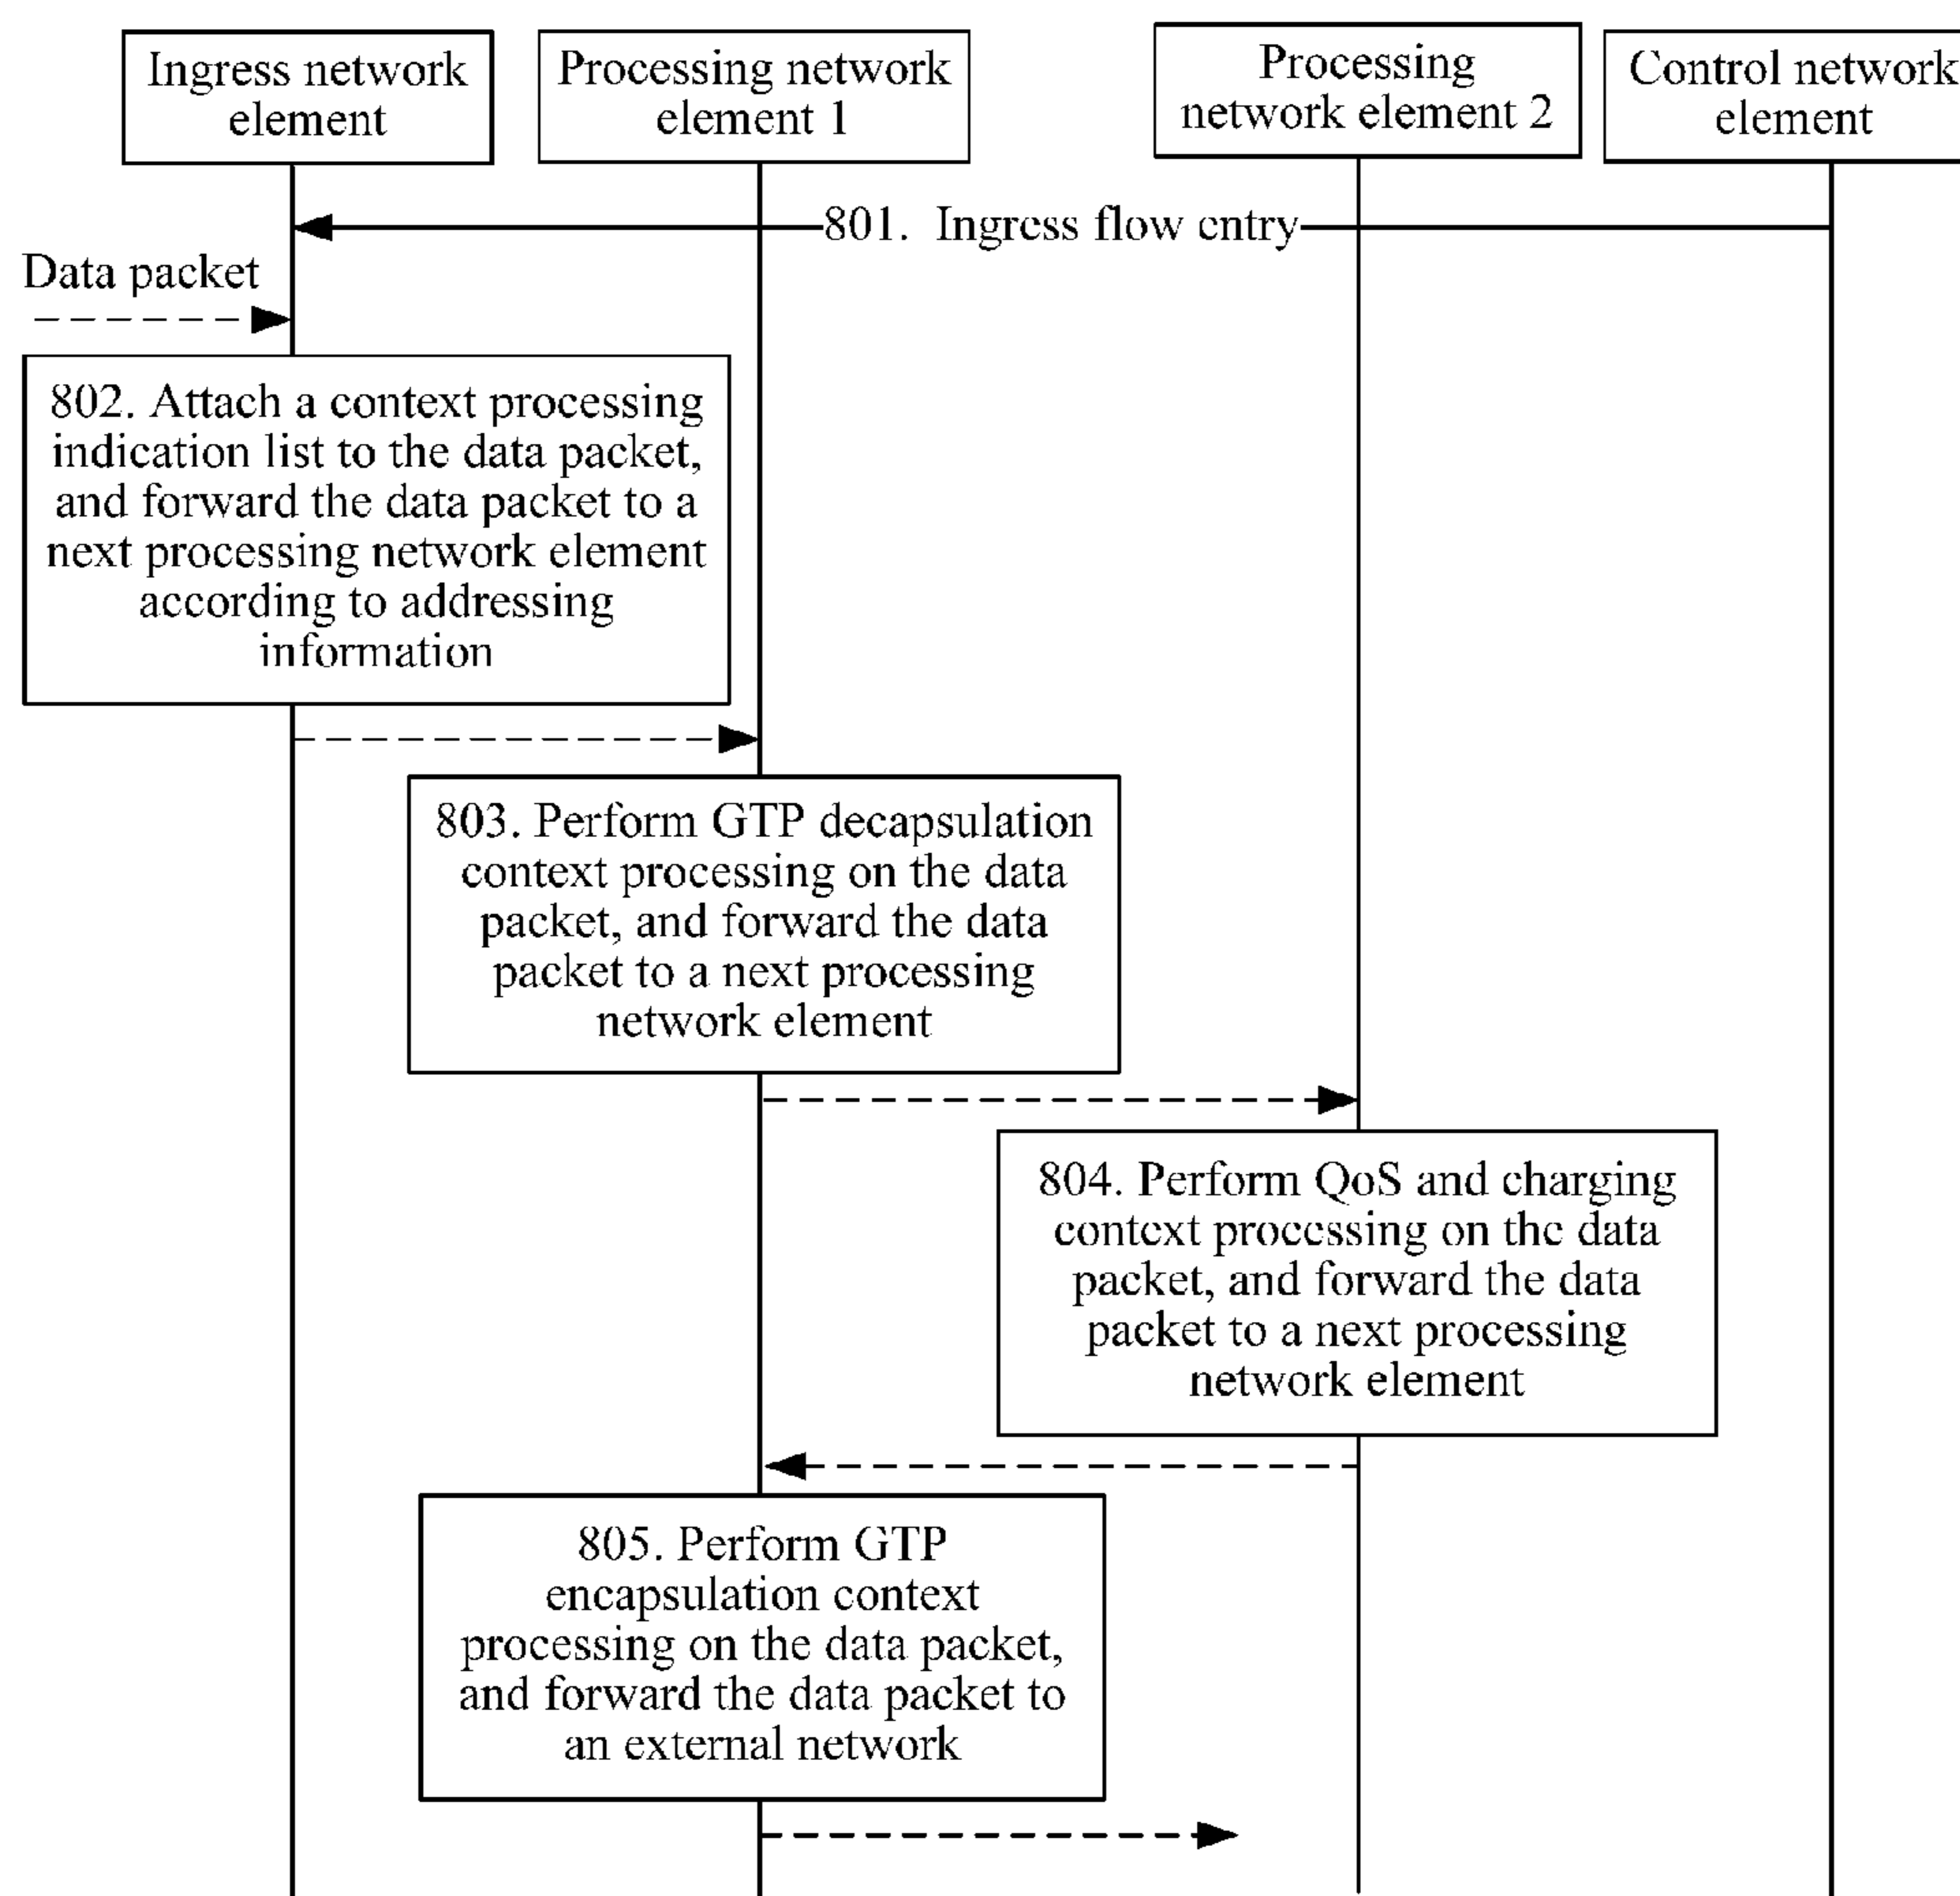 Ingress network
element
Processing network
element 1
Processing
network element 2
Control network
element
801. Ingress flow entry
Data packet
802. Attach a context processing
indication list to the data packet,
and forward the data packet to a
next processing network element
according to addressing
information
803. Perform GTP decapsulation
context processing on the data
packet, and forward the data
packet to a next processing
network element
804. Perform QoS and charging
context processing on the data
packet, and forward the data
packet to a next processing
network element
805. Perform GTP
encapsulation context
processing on the data packet,
and forward the data packet to
an external network